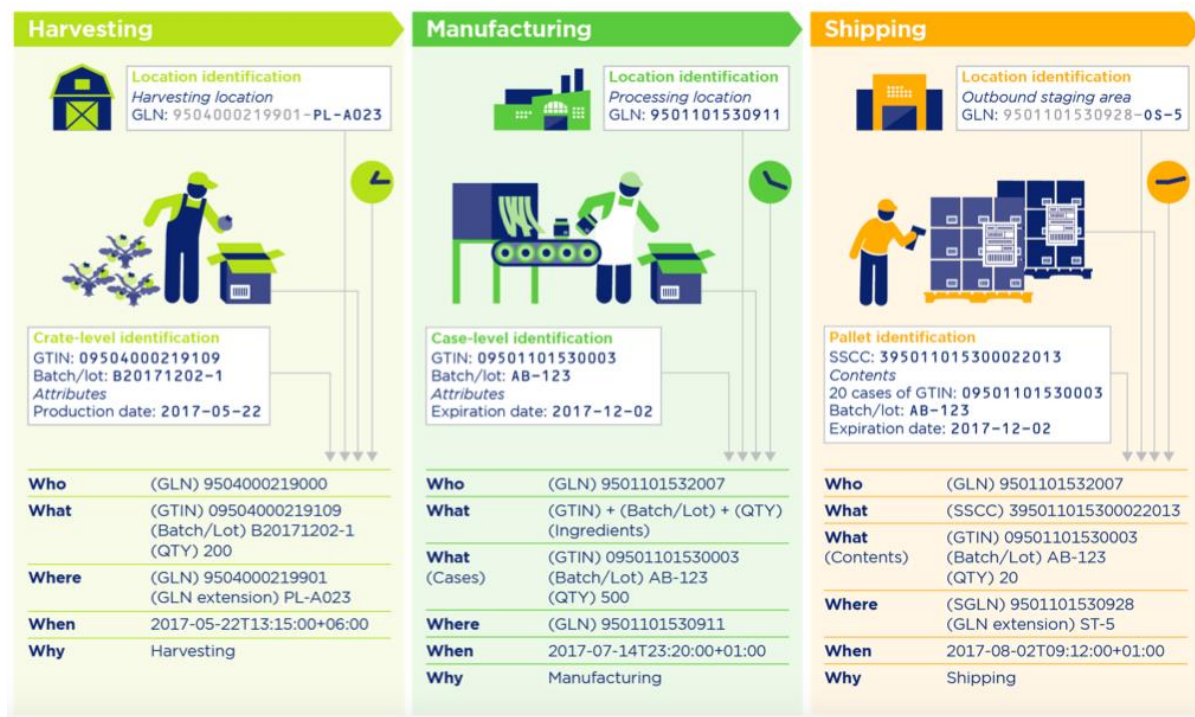 Harvesting
Location identification
Harvesting location
GLN: 9504000219901-PL-A023
Crate-level identification
GTIN: 09504000219109
Batch/lot: B20171202-1
Attributes
Production date: 2017-05-22
Who (GLN) 9504000219000
What (GTIN) 09504000219109
(Batch/Lot) B20171202-1
(QTY) 200
Where (GLN) 9504000219901
(GLN extension) PL-A023
When 2017-05-22T13:15:00+06:00
Why Harvesting
Manufacturing
Location identification
Processing location
GLN: 9501101530911
Case-level identification
GTIN: 09501101530003
Batch/lot: AB-123
Attributes
Expiration date: 2017-12-02
Who (GLN) 9501101532007
What (GTIN) + (Batch/Lot) + (QTY)
(Ingredients)
What (GTIN) 09501101530003
(Cases) (Batch/Lot) AB-123
(QTY) 500
Where (GLN) 9501101530911
When 2017-07-14T23:20:00+01:00
Why Manufacturing
Shipping
Location identification
Outbound staging area
GLN: 9501101530928-OS-5
Pallet identification
SSCC: 395011015300022013
Contents
20 cases of GTIN: 09501101530003
Batch/lot: AB-123
Expiration date: 2017-12-02
Who (GLN) 9501101532007
What (SSCC) 395011015300022013
What (GTIN) 09501101530003
(Contents) (Batch/Lot) AB-123
(QTY) 20
Where (SGLN) 9501101530928
(GLN extension) ST-5
When 2017-08-02T09:12:00+01:00
Why Shipping